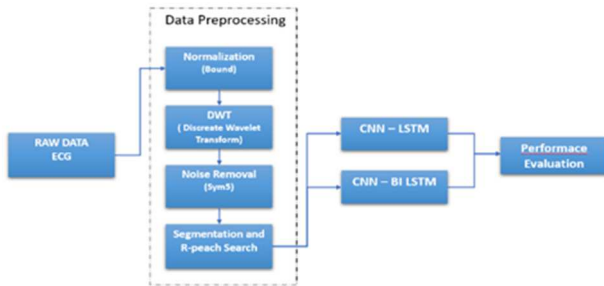 Data Preprocessing
Normalization
(Bound)
DWT
( Discreate Wavelet
Transform)
Noise Removal
(Sym5)
Segmentation and
R-peach Search
RAW DATA
ECG
CNN – LSTM
CNN – BI LSTM
Performace
Evaluation